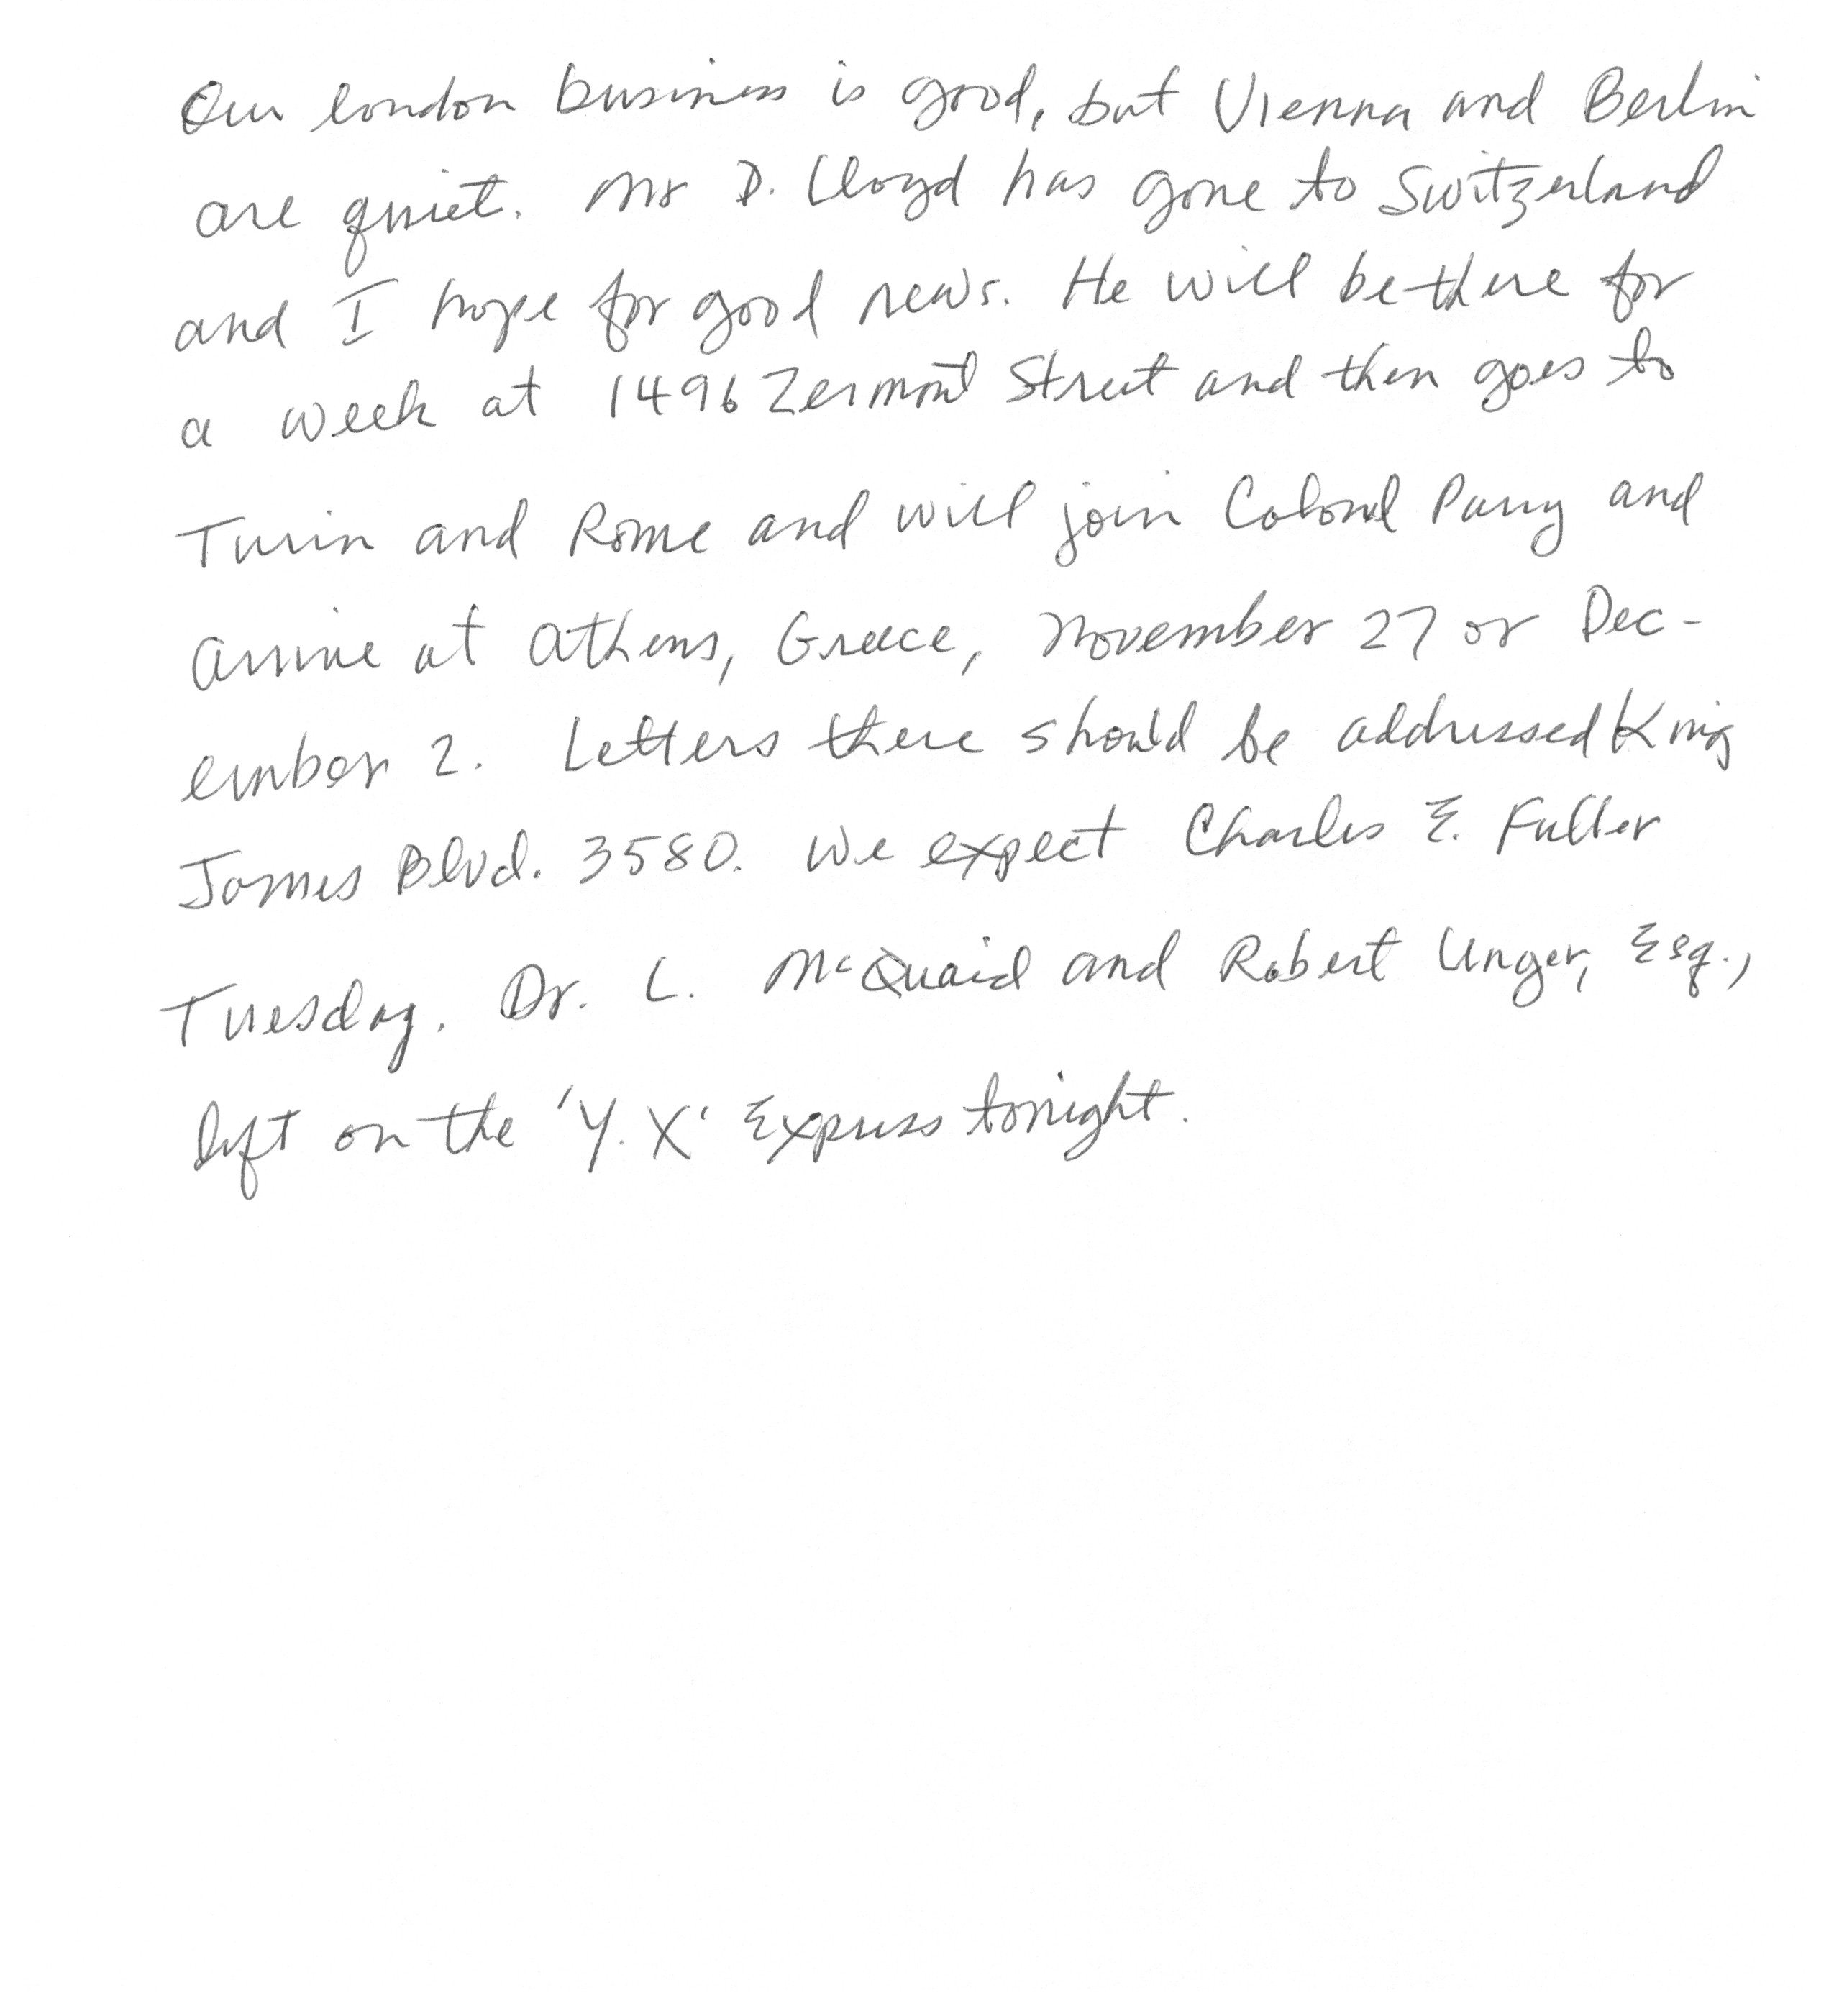 Our london business is good, but Vienna and Berlin
are quiet. Mr D. Lloyd has gone to Switzerland
and I hope for good news. He will be there for
a week at 1496 Zermont Street and then goes to
Turin and Rome and will join Colonel Parry and
arrive at Athens, Greece, November 27 or Dec-
ember 2. Letters there should be addressed King
James Blvd. 3580. We expect Charles E. Fuller
Tuesday. Dr. L. McQuaid and Robert Unger, Esq.,
left on the 'Y.X' Express tonight.